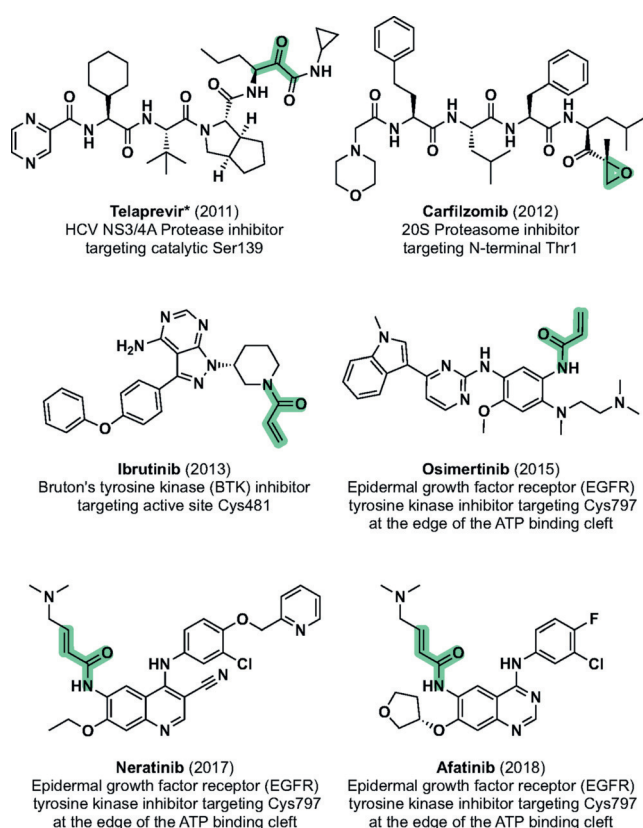 Telaprevir* (2011)
HCV NS3/4A Protease inhibitor
targeting catalytic Ser139
Carfilzomib (2012)
20S Proteasome inhibitor
targeting N-terminal Thr1
Ibrutinib (2013)
Bruton's tyrosine kinase (BTK) inhibitor
targeting active site Cys481
Osimertinib (2015)
Epidermal growth factor receptor (EGFR)
tyrosine kinase inhibitor targeting Cys797
at the edge of the ATP binding cleft
Neratinib (2017)
Epidermal growth factor receptor (EGFR)
tyrosine kinase inhibitor targeting Cys797
at the edge of the ATP binding cleft
Afatinib (2018)
Epidermal growth factor receptor (EGFR)
tyrosine kinase inhibitor targeting Cys797
at the edge of the ATP binding cleft